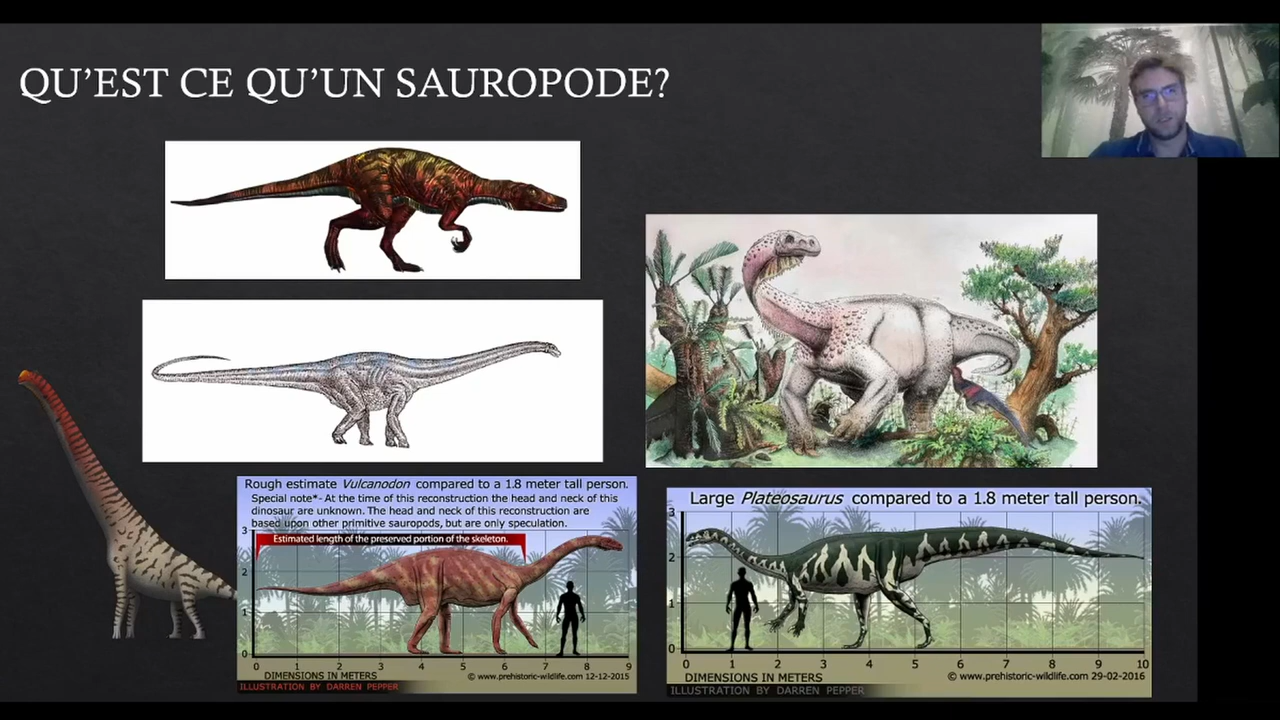 QU'EST CE QU'UN SAUROPODE?
Rough estimate Vulcanodon compared to a 1.8 meter tall person.
Special note*- At the time of this reconstruction the head and neck of this
dinosaur are unknown. The head and neck of this reconstruction are
based upon other primitive sauropods, but are only speculation.
Estimated length of the preserved portion of the skeleton.
3
2
1
0
0 1 2 3 4 5 6 7 8 9
DIMENSIONS IN METERS
© www.prehistoric-wildlife.com 12-12-2015
ILLUSTRATION BY DARREN PEPPER
Large Plateosaurus compared to a 1.8 meter tall person.
3
2
1
0
0 1 2 3 4 5 6 7 8 9 10
DIMENSIONS IN METERS
© www.prehistoric-wildlife.com 29-02-2016
ILLUSTRATION BY DARREN PEPPER